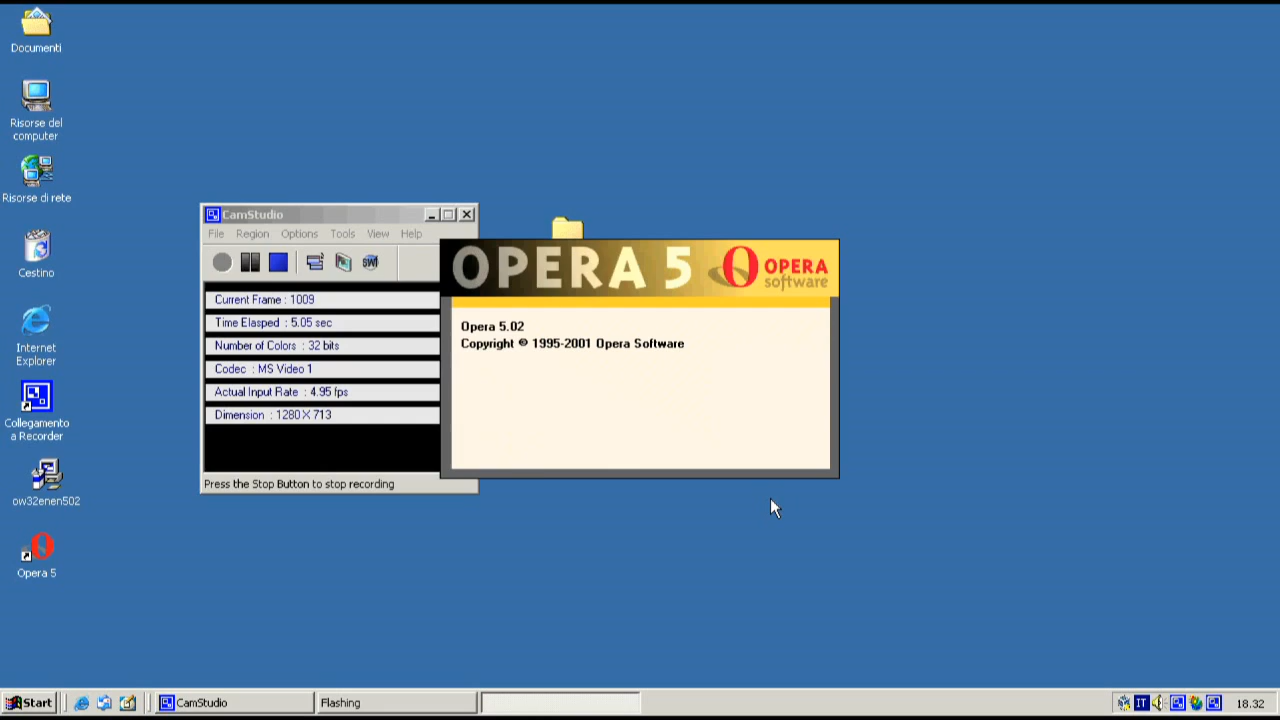 Documenti
Risorse del
computer
Risorse di rete
Cestino
Internet
Explorer
Collegamento
a Recorder
ow32enen502
Opera 5
CamStudio
File Region Options Tools View Help
SWF
Current Frame : 1009
Time Elasped : 5.05 sec
Number of Colors : 32 bits
Codec : MS Video 1
Actual Input Rate : 4.95 fps
Dimension : 1280 X 713
Press the Stop Button to stop recording
OPERA 5
OPERA
software
Opera 5.02
Copyright © 1995-2001 Opera Software
Start
CamStudio
Flashing
IT
18.32